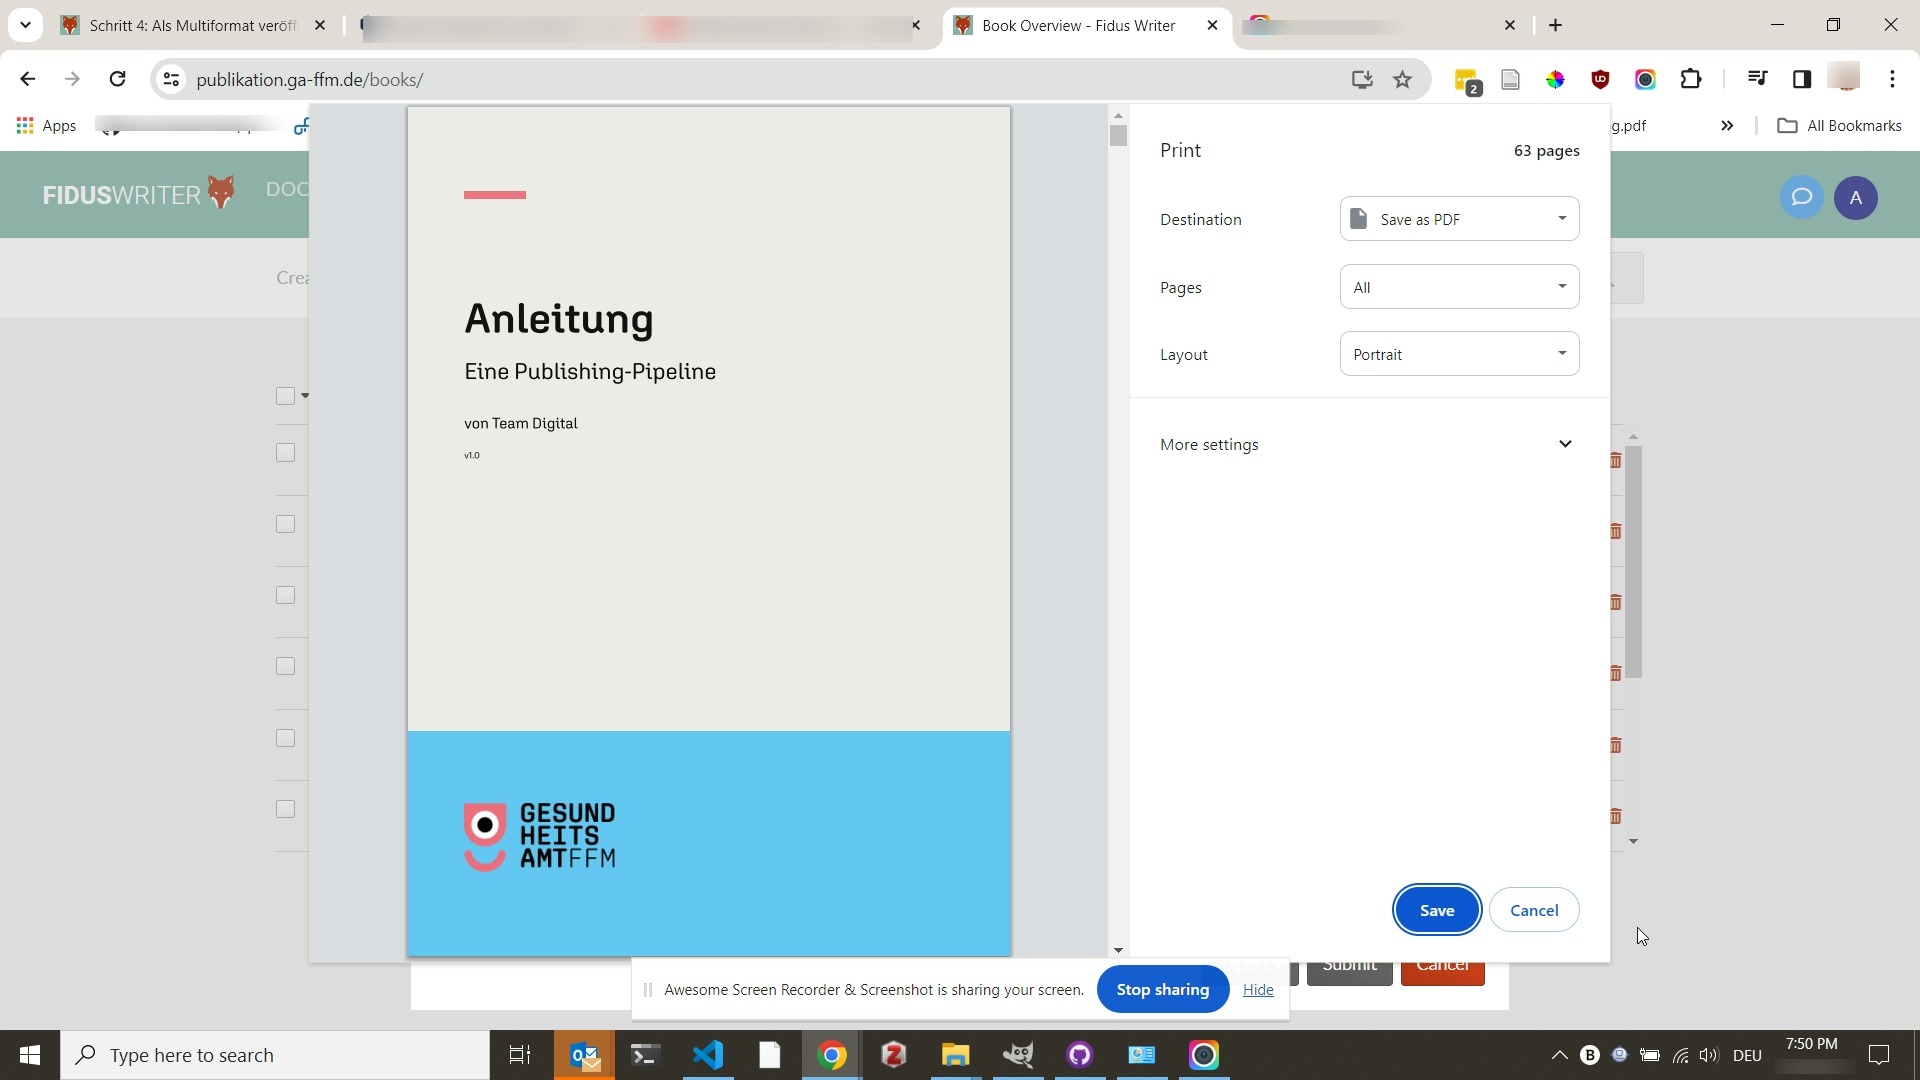 Schritt 4: Als Multiformat veröff
Book Overview - Fidus Writer
publikation.ga-ffm.de/books/
2
Apps
g.pdf
All Bookmarks
FIDUSWRITER
DOC
A
Crea
Anleitung
Eine Publishing-Pipeline
von Team Digital
v1.0
GESUND
HEITS
AMTFFM
Print
63 pages
Destination
Save as PDF
Pages
All
Layout
Portrait
More settings
Save
Cancel
Submit
Cancel
Awesome Screen Recorder & Screenshot is sharing your screen.
Stop sharing
Hide
Type here to search
DEU
7:50 PM